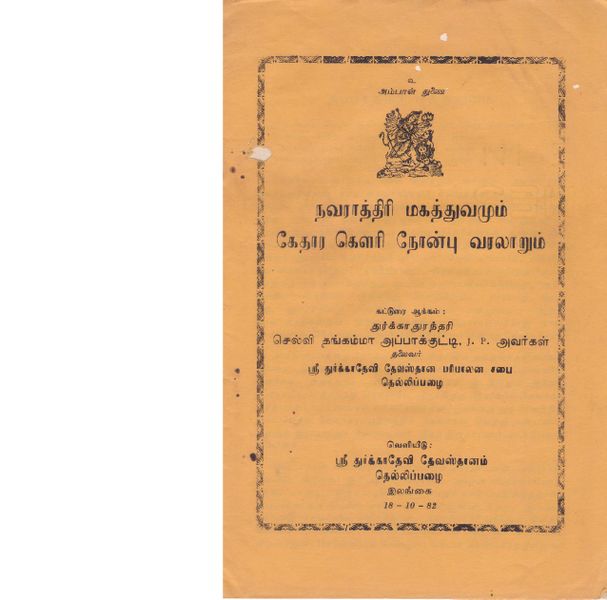 உ
அம்பாள் துணை
நவராத்திரி மகத்துவமும்
கேதார கௌரி நோன்பு வரலாறும்
கட்டுரை ஆக்கம் :
துர்க்காதுரந்தரி
செல்வி தங்கம்மா அப்பாக்குட்டி, J. P. அவர்கள்
தலைவர்
ஸ்ரீ துர்க்காதேவி தேவஸ்தான பரிபாலன சபை
தெல்லிப்பழை
வெளியீடு :
ஸ்ரீ துர்க்காதேவி தேவஸ்தானம்
தெல்லிப்பழை
இலங்கை
18 - 10 - 82